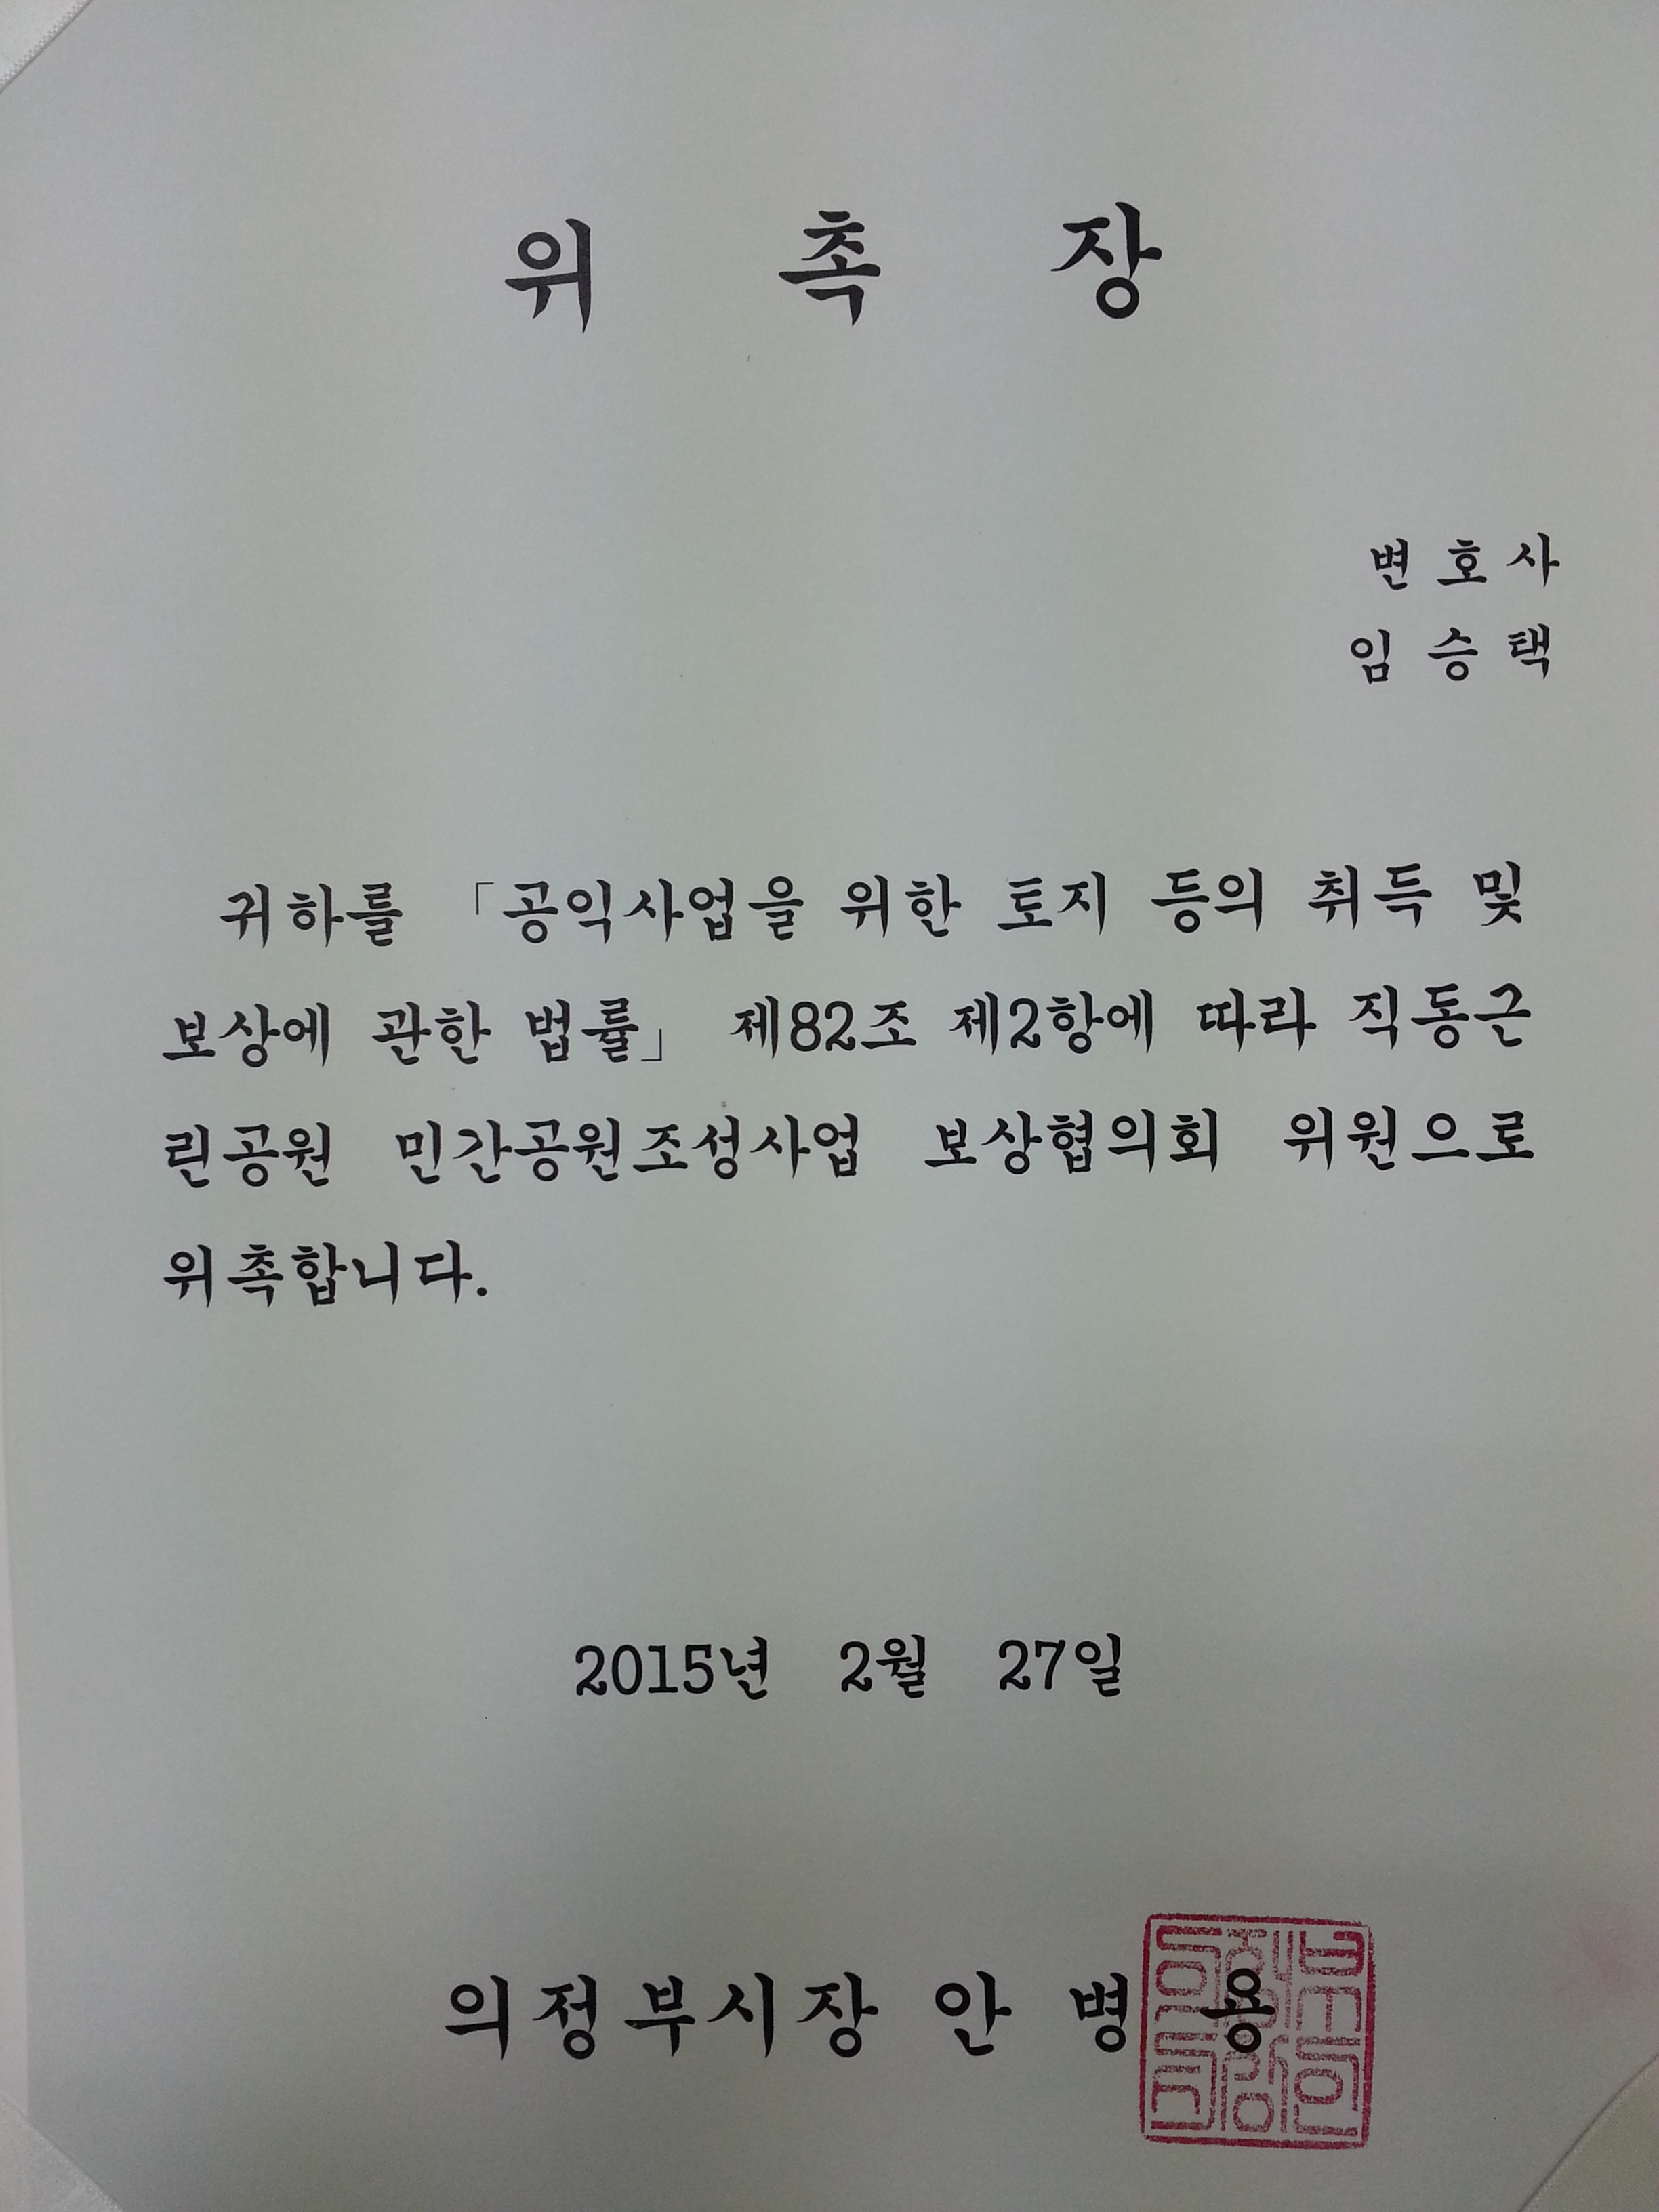 위 촉 장
변 호 사
임 승 택
귀하를 「공익사업을 위한 토지 등의 취득 및
보상에 관한 법률」 제82조 제2항에 따라 직동근
린공원 민간공원조성사업 보상협의회 위원으로
위촉합니다.
2015년 2월 27일
의정부시장 안 병 용